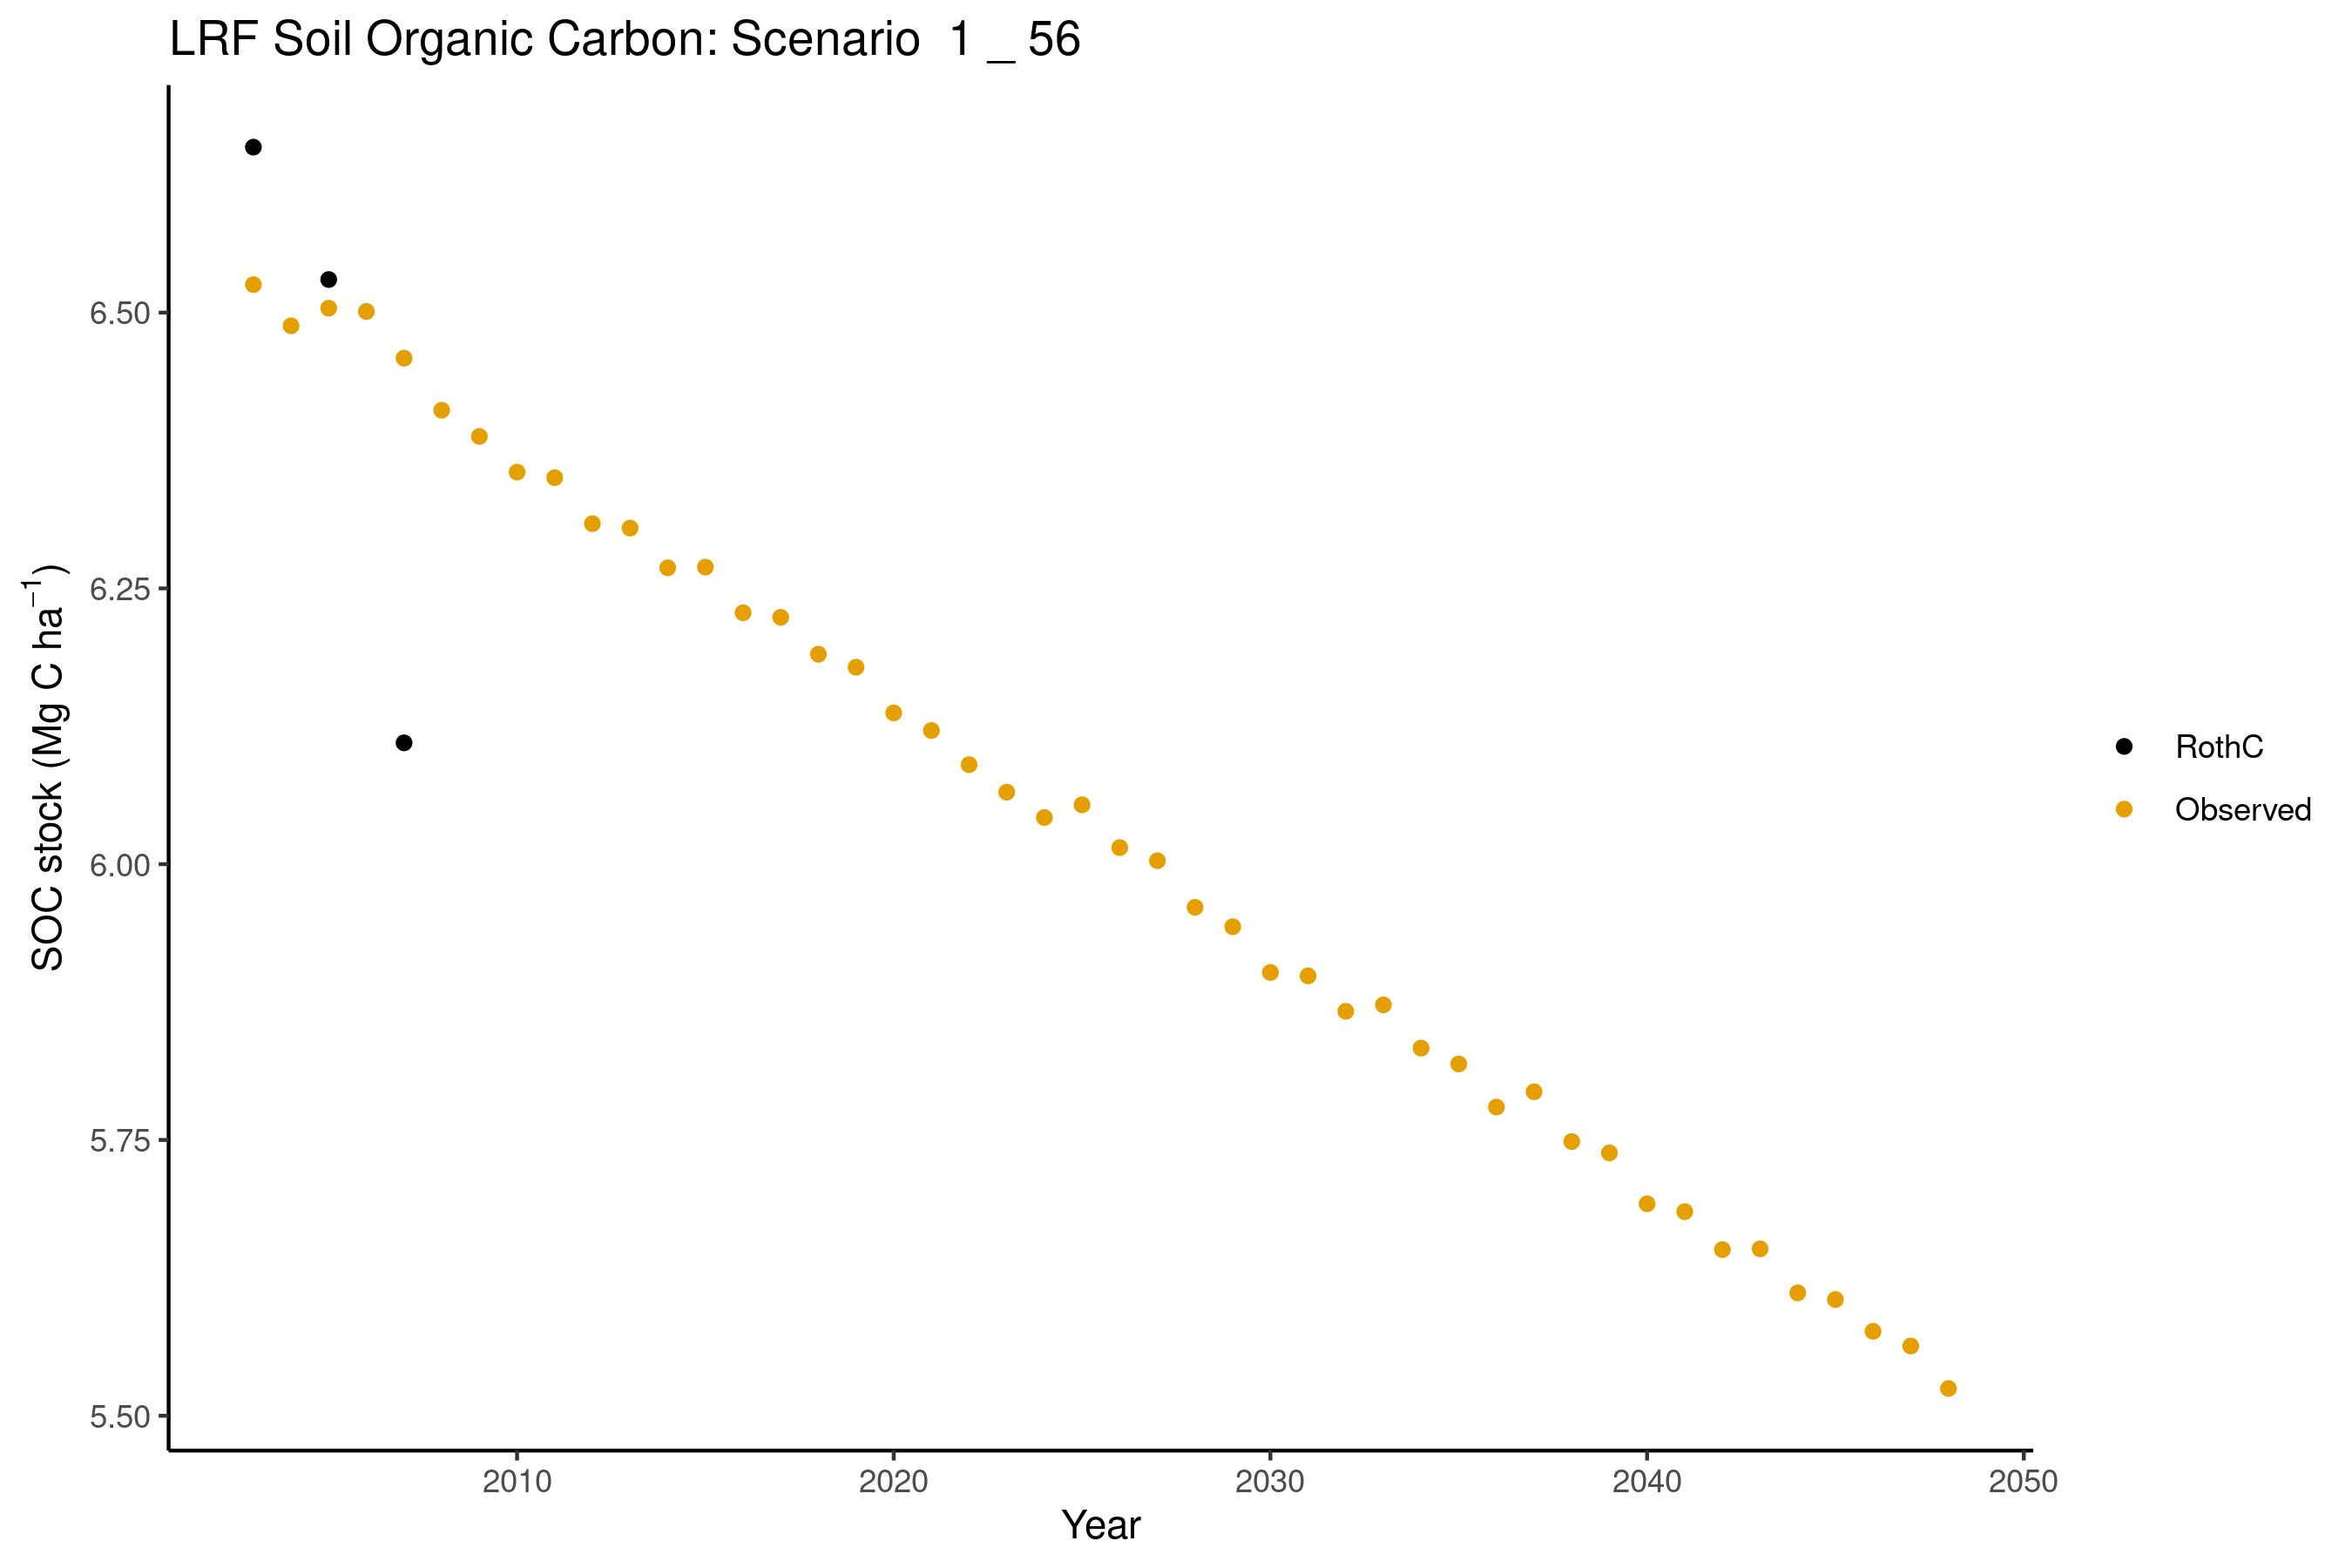 LRF Soil Organic Carbon: Scenario  1 _ 56
SOC stock (Mg C ha⁻¹)
6.50
6.25
6.00
5.75
5.50
2010
2020
2030
2040
2050
Year
RothC
Observed